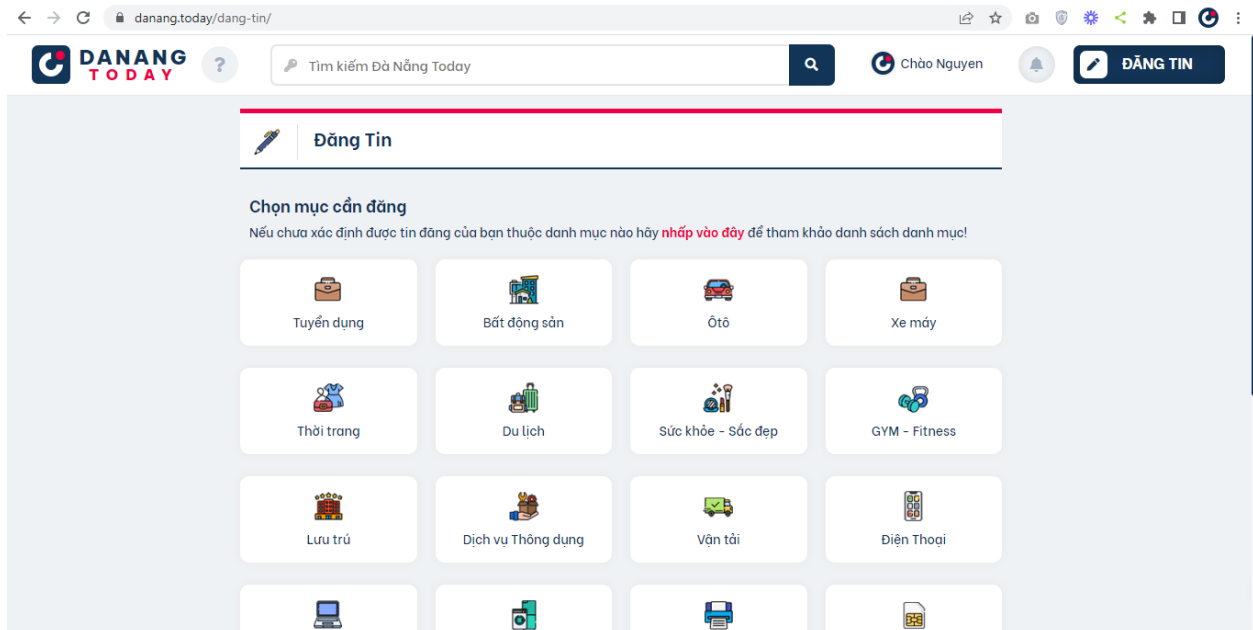 danang.today/dang-tin/
DANANG
TODAY
?
Tìm kiếm Đà Nẵng Today
Chào Nguyen
ĐĂNG TIN
Đăng Tin
Chọn mục cần đăng
Nếu chưa xác định được tin đăng của bạn thuộc danh mục nào hãy nhấp vào đây để tham khảo danh sách danh mục!
Tuyển dụng
Bất động sản
Ôtô
Xe máy
Thời trang
Du lịch
Sức khỏe - Sắc đẹp
GYM - Fitness
Lưu trú
Dịch vụ Thông dụng
Vận tải
Điện Thoại